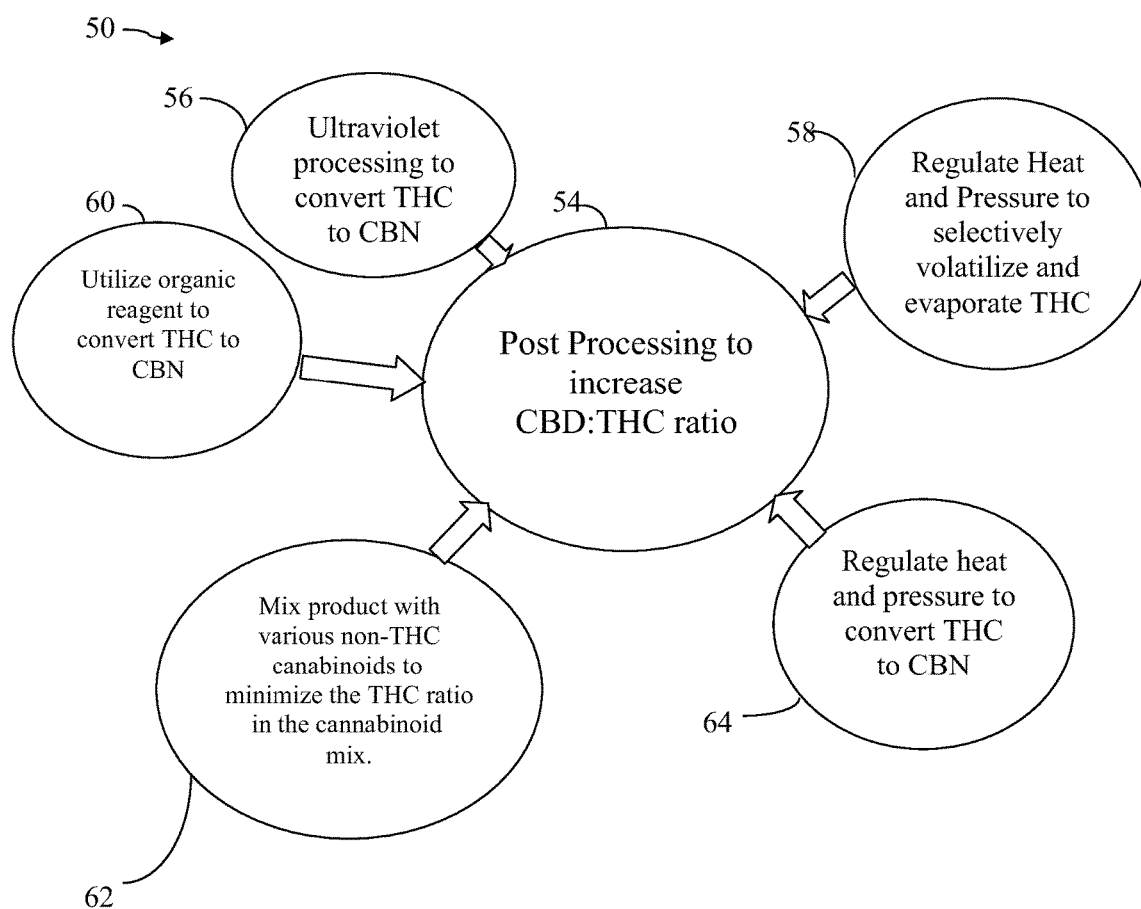 50
56
Ultraviolet
processing to
convert THC
to CBN
58
Regulate Heat
and Pressure to
selectively
volatilize and
evaporate THC
60
Utilize organic
reagent to
convert THC to
CBN
54
Post Processing to
increase
CBD:THC ratio
Mix product with
various non-THC
canabinoids to
minimize the THC ratio
in the cannabinoid
mix.
62
Regulate heat
and pressure to
convert THC
to CBN
64